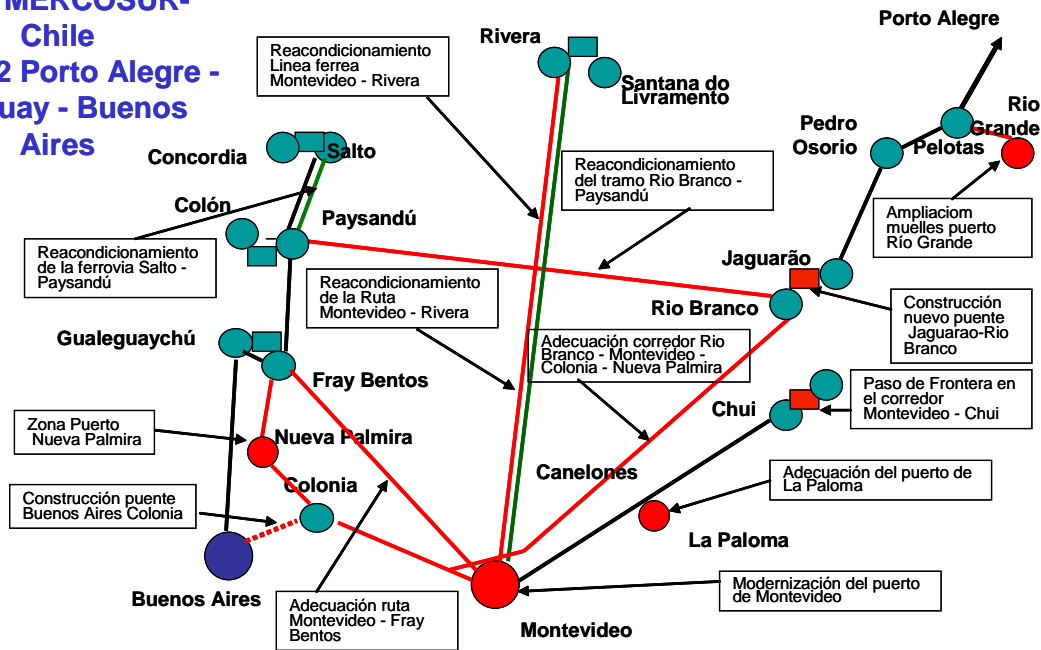 MERCOSUR-
Chile
2 Porto Alegre -
uay - Buenos
Aires
Reacondicionamiento
Linea ferrea
Montevideo - Rivera
Rivera
Santana do
Livramento
Porto Alegre
Rio
Grande
Pedro
Osorio
Pelotas
Concordia
Salto
Reacondicionamiento
del tramo Rio Branco -
Paysandú
Ampliaciom
muelles puerto
Río Grande
Colón
Paysandú
Reacondicionamiento
de la ferrovia Salto -
Paysandú
Jaguarão
Reacondicionamiento
de la Ruta
Montevideo - Rivera
Rio Branco
Construcción
nuevo puente
Jaguarao-Rio
Branco
Gualeguaychú
Adecuación corredor Rio
Branco - Montevideo -
Colonia - Nueva Palmira
Fray Bentos
Paso de Frontera en
el corredor
Montevideo - Chui
Chui
Zona Puerto
Nueva Palmira
Nueva Palmira
Canelones
Adecuación del puerto de
La Paloma
Colonia
Construcción puente
Buenos Aires Colonia
La Paloma
Modernización del puerto
de Montevideo
Buenos Aires
Adecuación ruta
Montevideo - Fray
Bentos
Montevideo